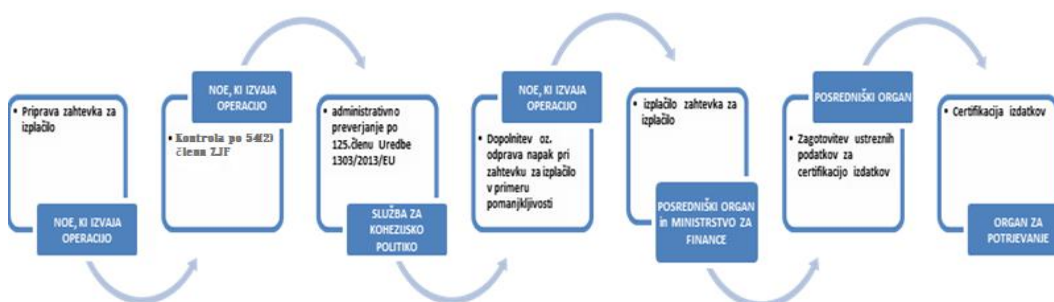 • Priprava zahtevka za
izplačilo
NOE, KI IZVAJA
OPERACIJO
NOE, KI IZVAJA
OPERACIJO
• Kontrola po 54(2)
členu ZJF
• administrativno
preverjanje po
125.členu Uredbe
1303/2013/EU
SLUŽBA ZA
KOHEZIJSKO
POLITIKO
NOE, KI IZVAJA
OPERACIJO
• Dopolnitev oz.
odprava napak pri
zahtevku za izplačilo
v primeru
pomanjkljivosti
• izplačilo zahtevka za
izplačilo
POSREDNIŠKI ORGAN
in MINISTRSTVO ZA
FINANCE
POSREDNIŠKI ORGAN
• Zagotovitev ustreznih
podatkov za
certifikacijo izdatkov
• Certifikacija izdatkov
ORGAN ZA
POTRJEVANJE